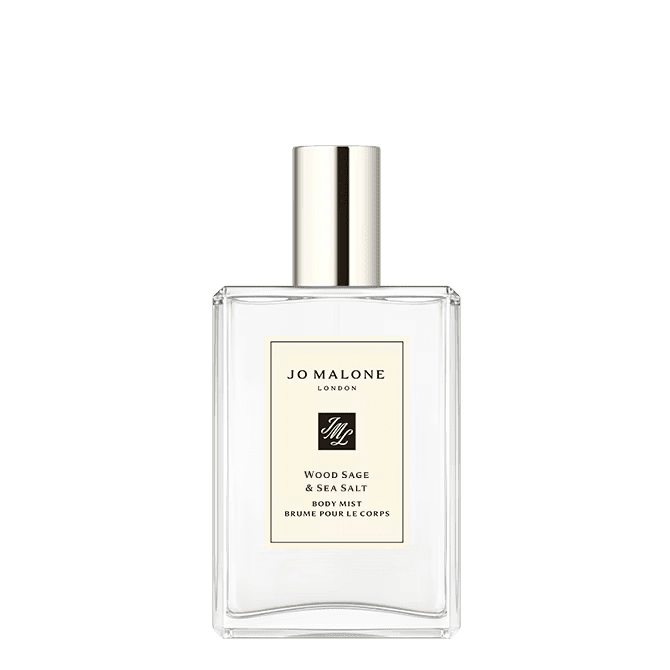 JO MALONE
LONDON
JML
WOOD SAGE
& SEA SALT
BODY MIST
BRUME POUR LE CORPS